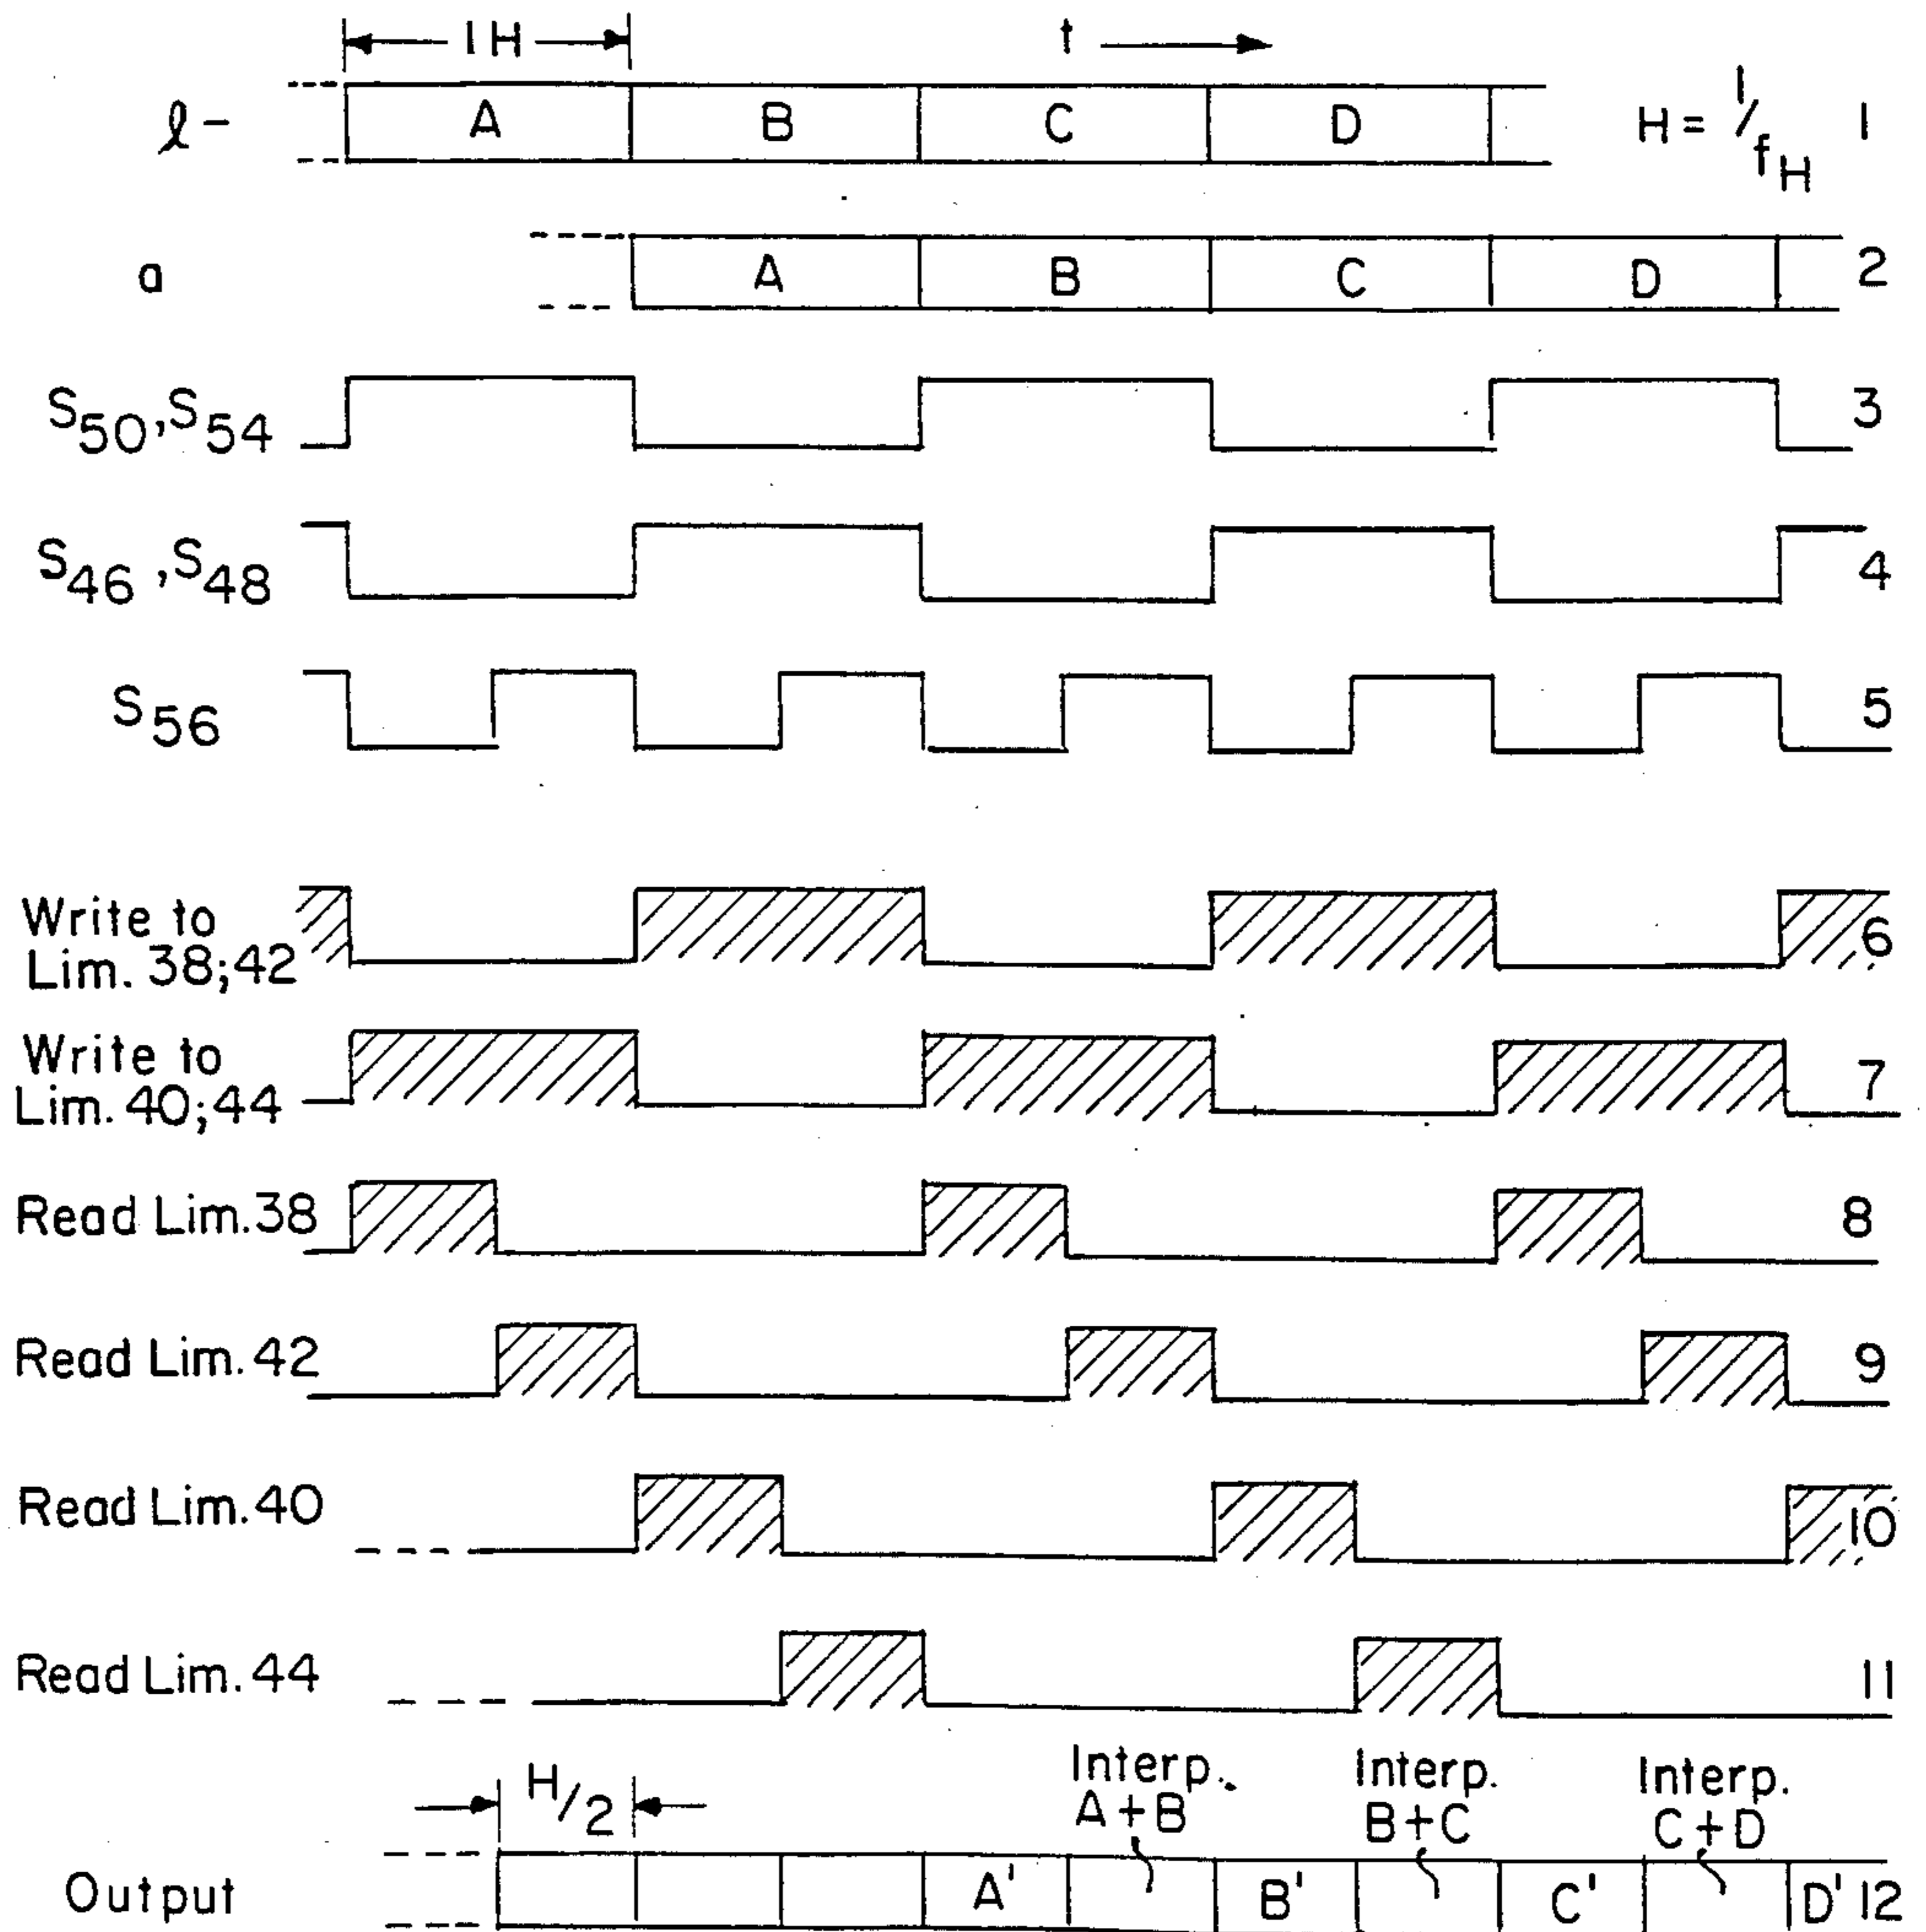 1H t
ℓ- A B C D H = 1/fH 1
a A B C D 2
S50, S54 3
S46, S48 4
S56 5
Write to
Lim. 38;42 6
Write to
Lim. 40;44 7
Read Lim. 38 8
Read Lim. 42 9
Read Lim. 40 10
Read Lim. 44 11
H/2 Interp. Interp. Interp.
A+B B+C C+D
Output A' B' C' D' 12